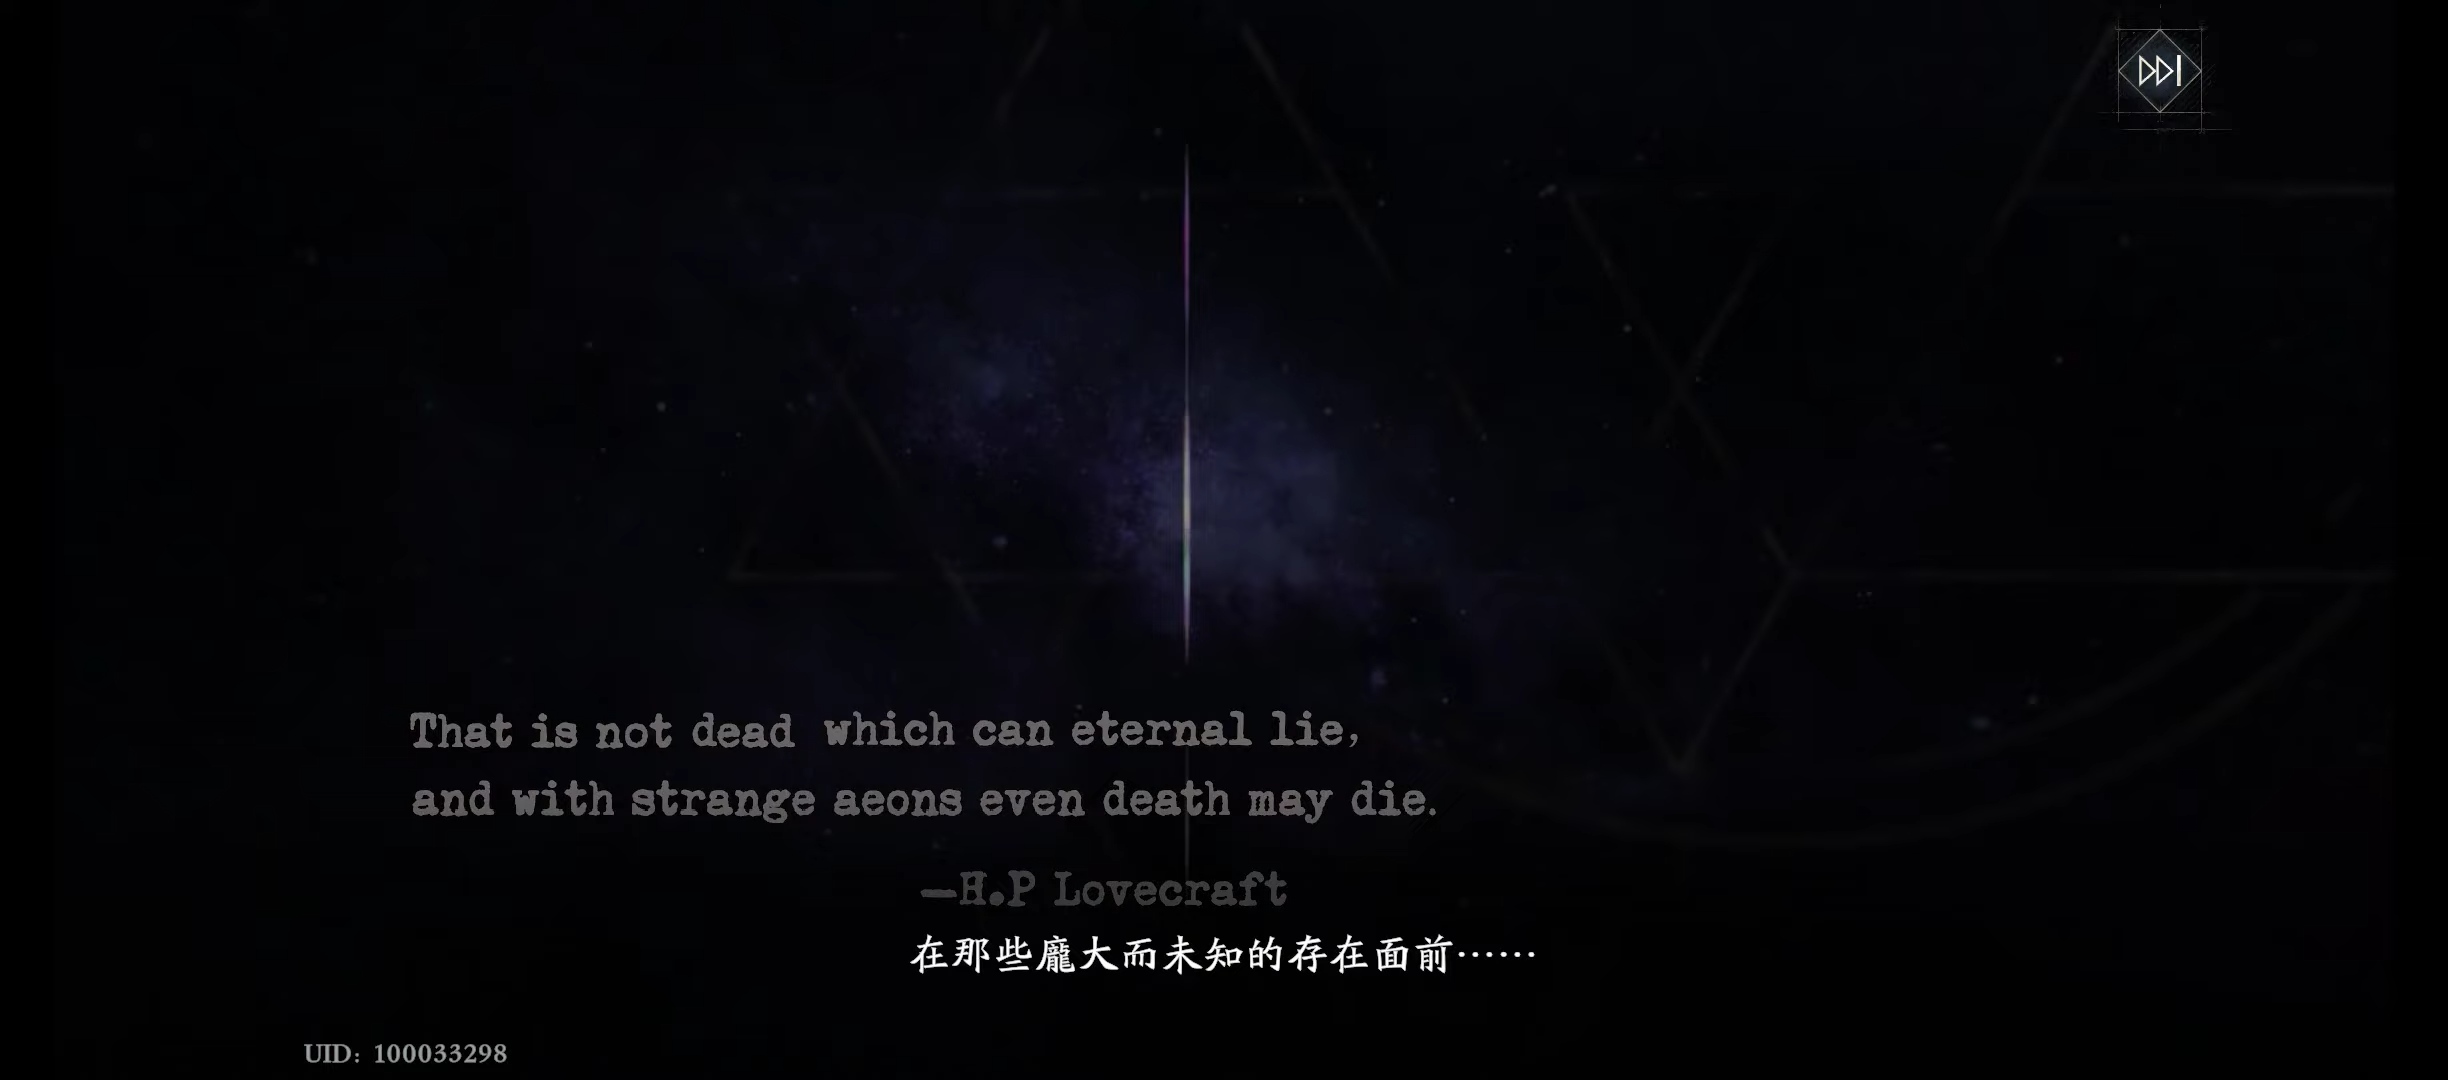 That is not dead which can eternal lie,
and with strange aeons even death may die.
—H.P Lovecraft
在那些龐大而未知的存在面前……
UID: 100033298